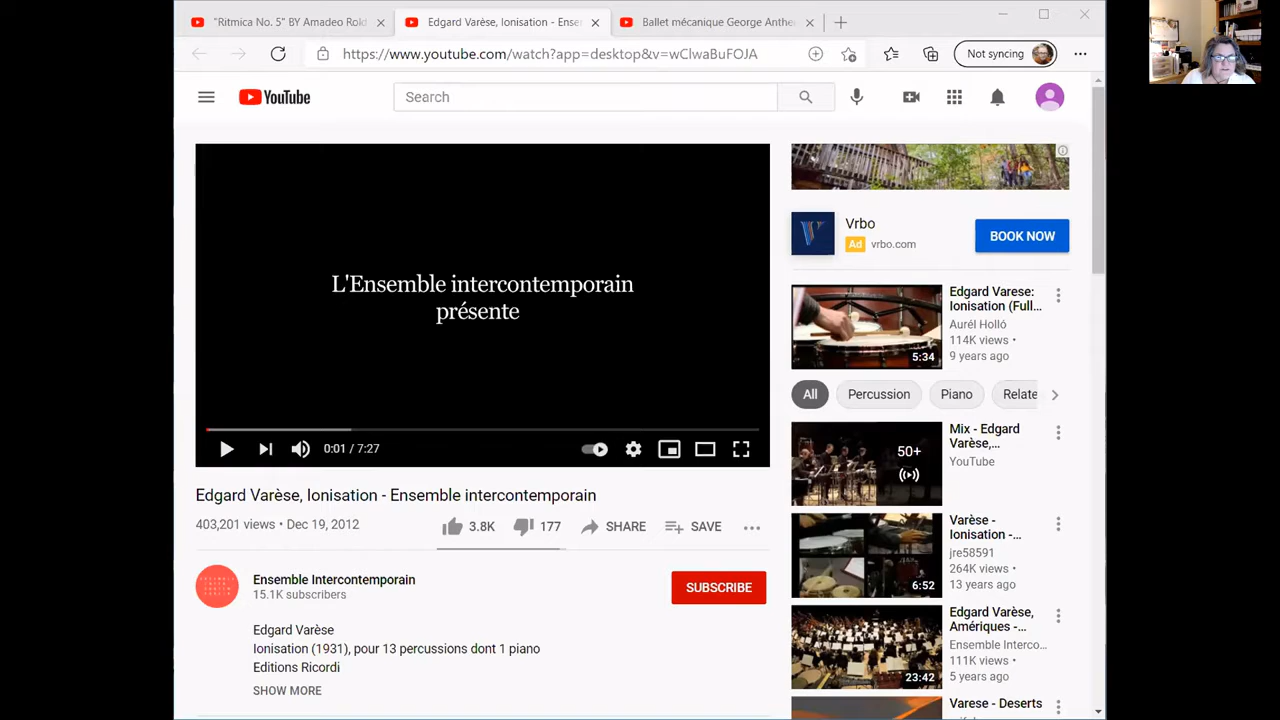 "Ritmica No. 5" BY Amadeo Rold
Edgard Varèse, Ionisation - Ense
Ballet mécanique George Anthe
Not syncing
https://www.youtube.com/watch?app=desktop&v=wClwaBuFOJA
YouTube
Search
L'Ensemble intercontemporain
présente
0:01 / 7:27
Edgard Varèse, Ionisation - Ensemble intercontemporain
403,201 views • Dec 19, 2012
3.8K
177
SHARE
SAVE
Ensemble Intercontemporain
15.1K subscribers
SUBSCRIBE
Edgard Varèse
Ionisation (1931), pour 13 percussions dont 1 piano
Editions Ricordi
SHOW MORE
Vrbo
Ad vrbo.com
BOOK NOW
Edgard Varese:
Ionisation (Full...
Aurél Holló
114K views •
9 years ago
5:34
All
Percussion
Piano
Relate
Mix - Edgard
Varèse,...
YouTube
50+
Varèse -
Ionisation -...
jre58591
264K views •
13 years ago
6:52
Edgard Varèse,
Amériques -...
Ensemble Interco...
111K views •
5 years ago
23:42
Varese - Deserts